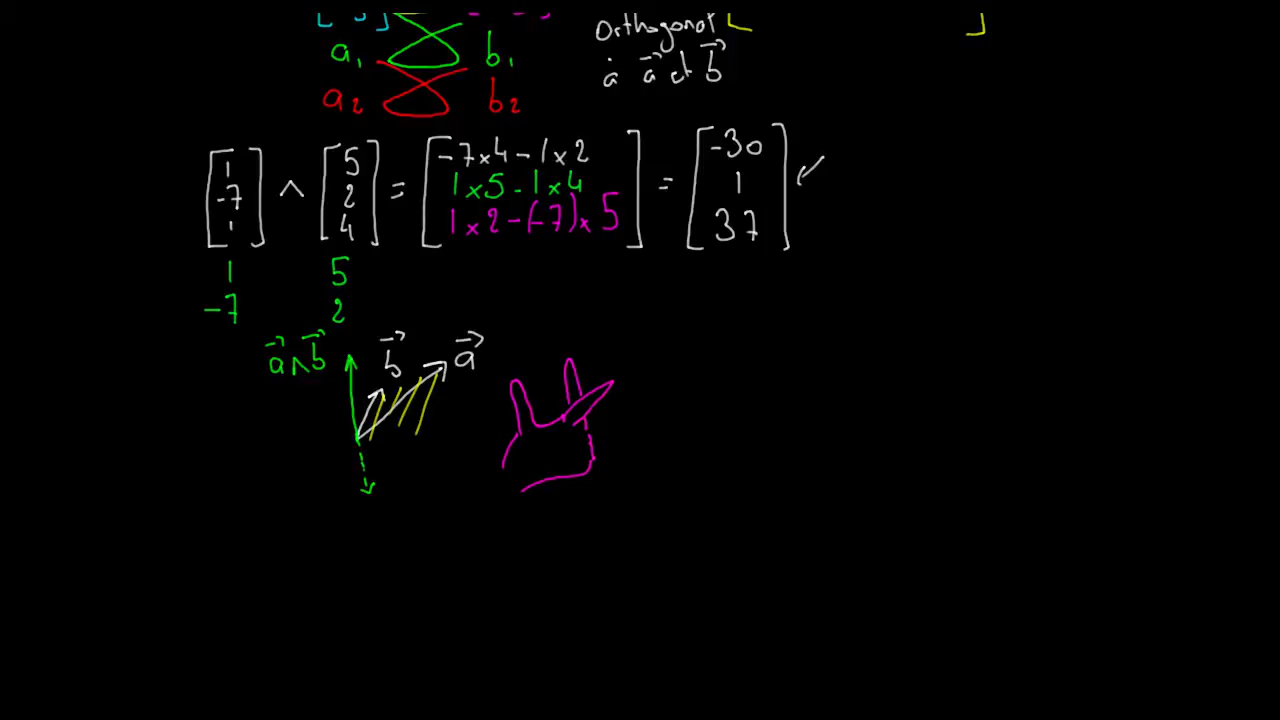 Orthogonal
a₁ b₁
à a⃗ et b⃗
a₂ b₂
[1 -7 1] ∧ [5 2 4] = [-7×4-1×2 1×5-1×4 1×2-(-7)×5] = [-30 1 37]
1 5
-7 2
a⃗∧b⃗ b⃗ a⃗